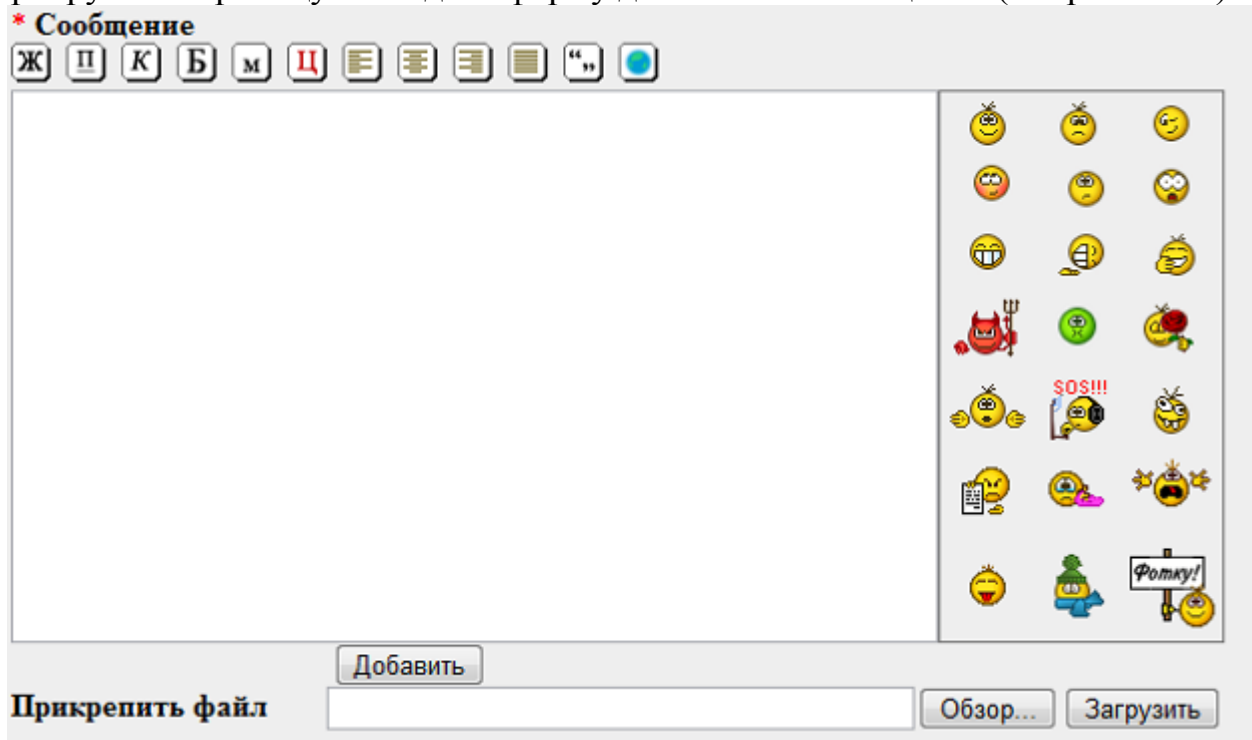 * Сообщение
Ж П К Б м Ц “„
SOS!!!
Фотку!
Добавить
Прикрепить файл Обзор... Загрузить